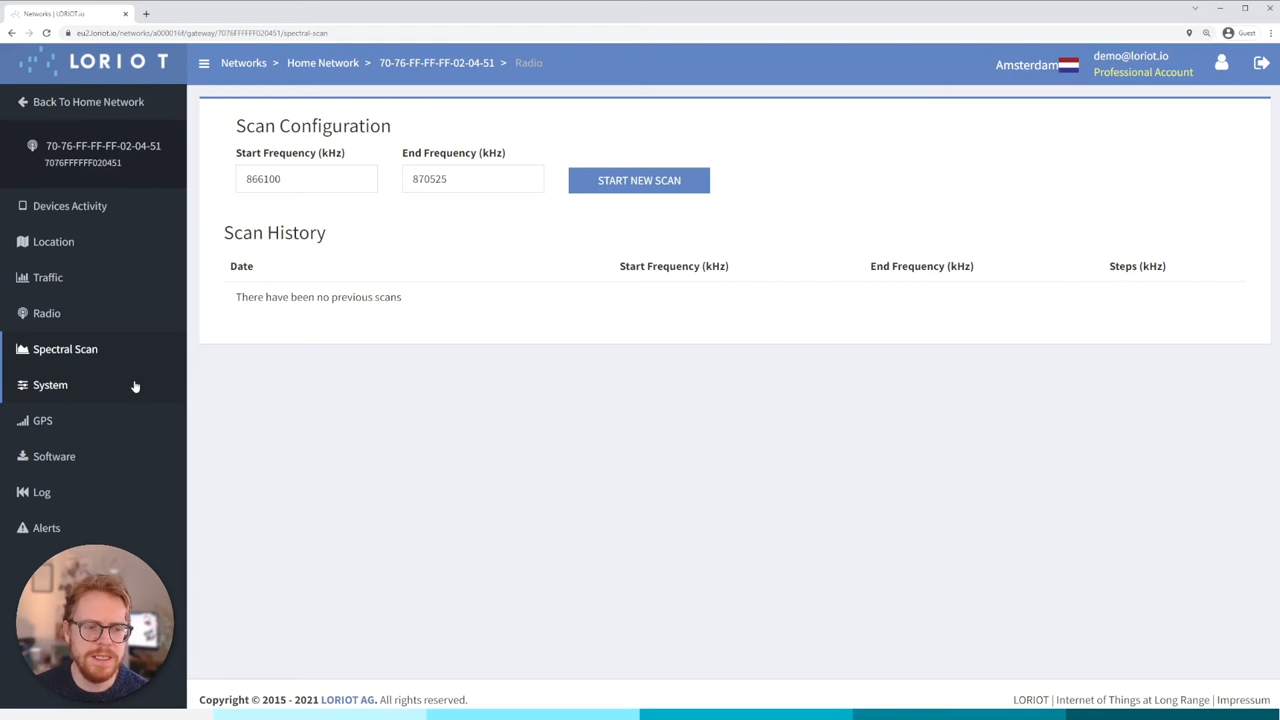 Networks | LORIOT.io
eu2.loriot.io/networks/a000016f/gateway/7076FFFFFF020451/spectral-scan
Guest
LORIOT
Networks > Home Network > 70-76-FF-FF-FF-02-04-51 > Radio
Amsterdam
demo@loriot.io
Professional Account
Back To Home Network
70-76-FF-FF-FF-02-04-51
7076FFFFFF020451
Devices Activity
Location
Traffic
Radio
Spectral Scan
System
GPS
Software
Log
Alerts
Scan Configuration
Start Frequency (kHz) End Frequency (kHz)
866100 870525 START NEW SCAN
Scan History
Date Start Frequency (kHz) End Frequency (kHz) Steps (kHz)
There have been no previous scans
Copyright © 2015 - 2021 LORIOT AG. All rights reserved.
LORIOT | Internet of Things at Long Range | Impressum